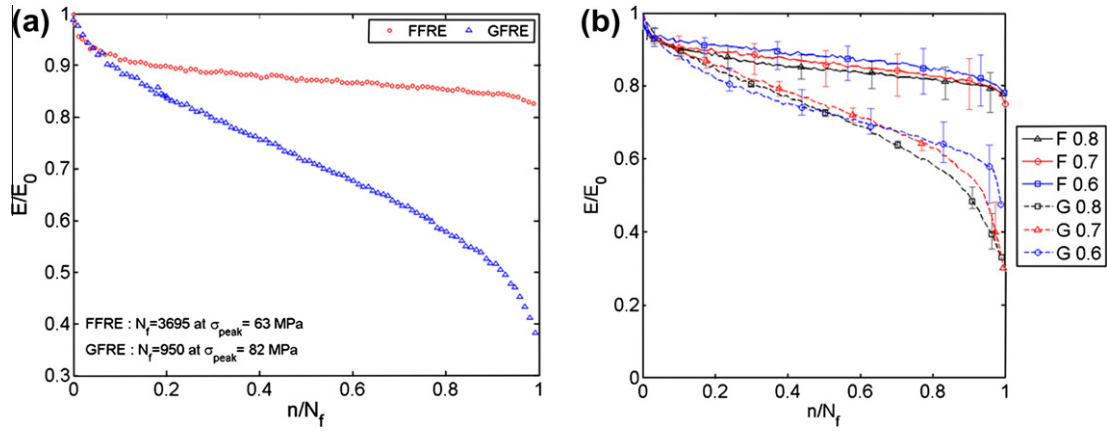 (a)
FFRE GFRE
1
0.9
0.8
0.7
0.6
0.5
0.4
0.3
E/E0
FFRE : Nf=3695 at σpeak= 63 MPa
GFRE : Nf=950 at σpeak= 82 MPa
0 0.2 0.4 0.6 0.8 1
n/Nf
(b)
1
0.8
0.6
0.4
0.2
0
E/E0
0 0.2 0.4 0.6 0.8 1
n/Nf
F 0.8
F 0.7
F 0.6
G 0.8
G 0.7
G 0.6